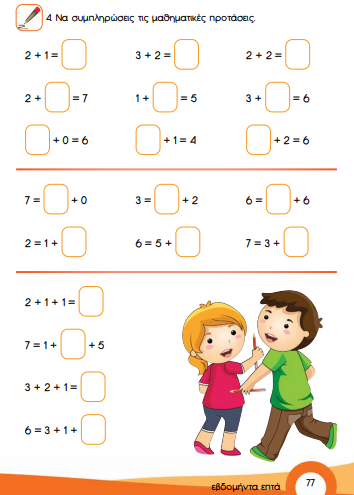 4. Να συμπληρώσεις τις μαθηματικές προτάσεις.
2 + 1 = 3 + 2 = 2 + 2 =
2 + = 7 1 + = 5 3 + = 6
+ 0 = 6 + 1 = 4 + 2 = 6
7 = + 0 3 = + 2 6 = + 6
2 = 1 + 6 = 5 + 7 = 3 +
2 + 1 + 1 =
7 = 1 + + 5
3 + 2 + 1 =
6 = 3 + 1 +
εβδομήντα επτά 77